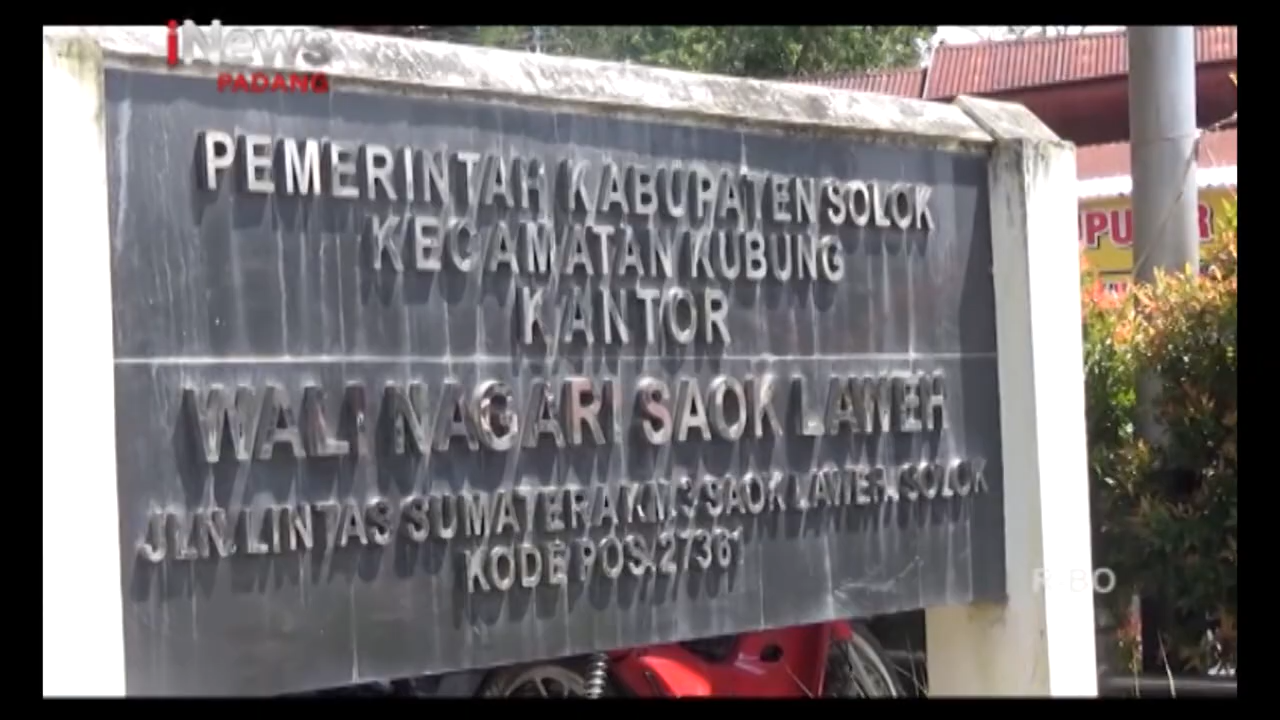 iNews
PADANG
PEMERINTAH KABUPATEN SOLOK
KECAMATAN KUBUNG
KANTOR
WALI NAGARI SAOK LAWEH
JLN. LINTAS SUMATERA KM.3 SAOK LAWEH. SOLOK
KODE POS.27361